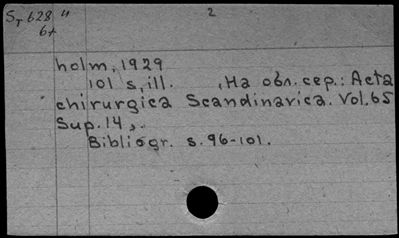 Sт 628 и 2
6+
holm, 1929
101 s, ill. , На обл. сер.: Acta
chirurgica Scandinavica. Vol. 65
Sup. 14,.
Bibliogr. s. 96-101.